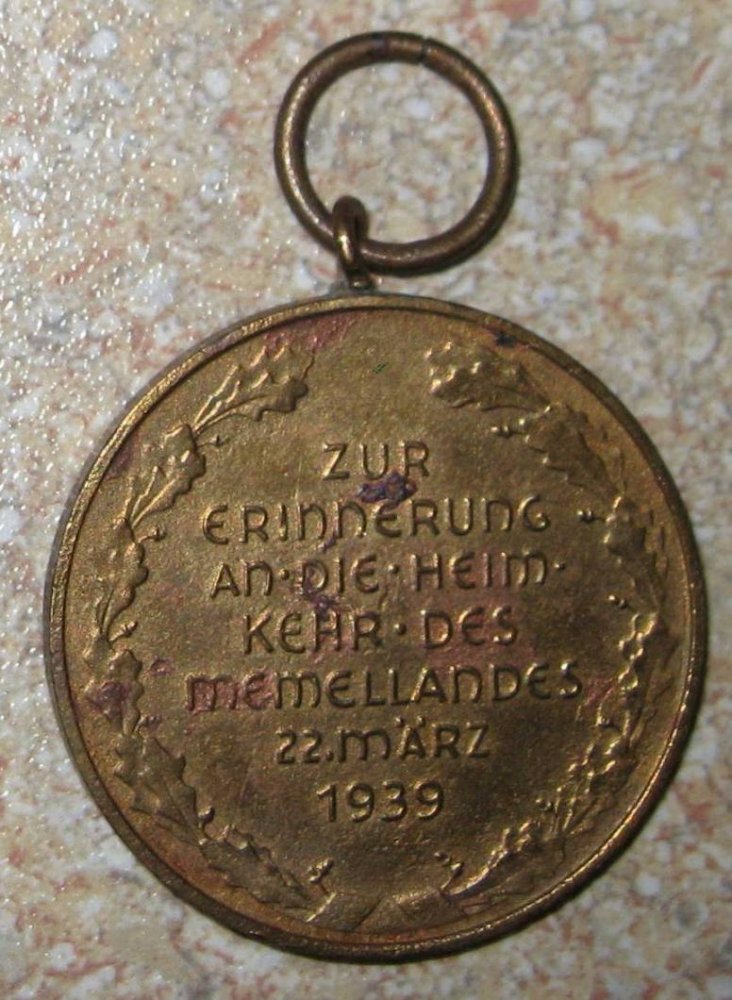 ZUR
ERINNERUNG
AN·DIE·HEIM·
KEHR·DES
MEMELLANDES
22.MÄRZ
1939